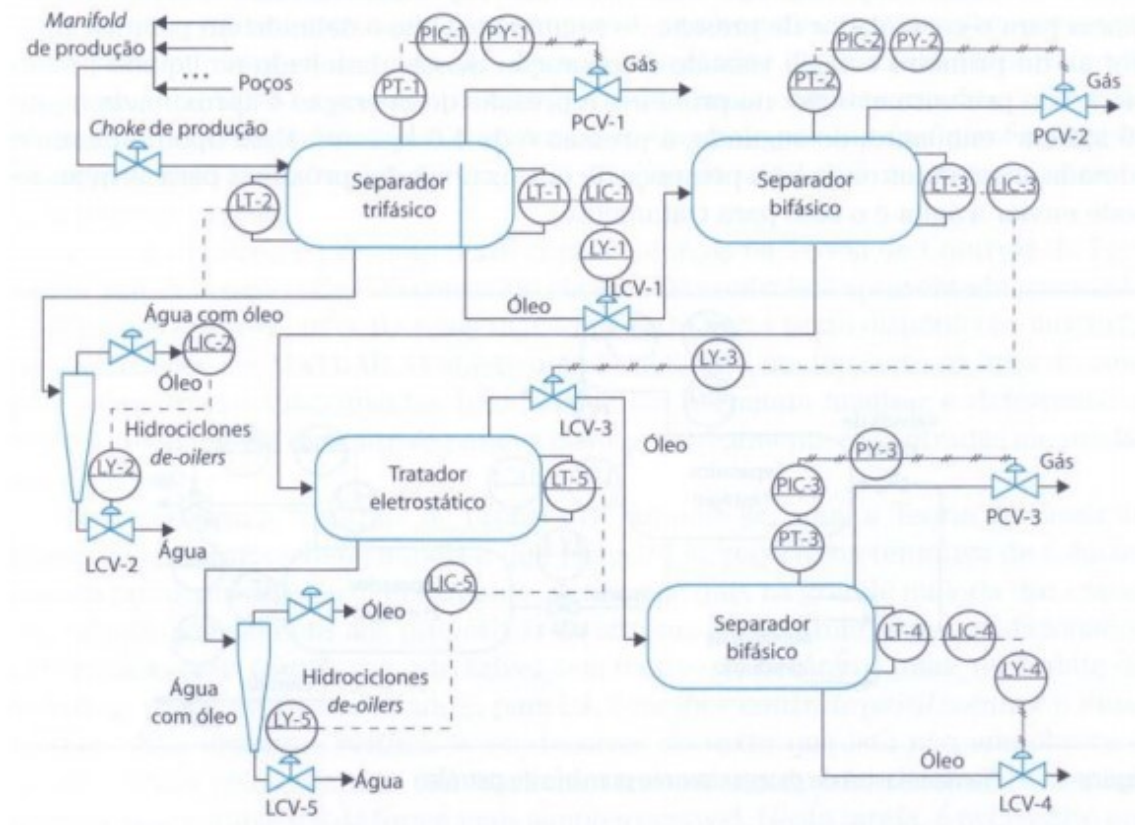 Manifold
de produção
Poços
Choke de produção
PIC-1
PY-1
PT-1
Gás
PCV-1
PIC-2
PY-2
PT-2
Gás
PCV-2
LT-2
Separador
trifásico
LT-1
LIC-1
LY-1
LCV-1
Óleo
Separador
bifásico
LT-3
LIC-3
Água com óleo
LIC-2
Óleo
LY-3
LCV-3
Óleo
Hidrociclones
de-oilers
LY-2
Água
LCV-2
Tratador
eletrostático
LT-5
PIC-3
PY-3
PT-3
Gás
PCV-3
LIC-5
Óleo
Água
com óleo
Hidrociclones
de-oilers
LY-5
Água
LCV-5
Separador
bifásico
LT-4
LIC-4
LY-4
Óleo
LCV-4